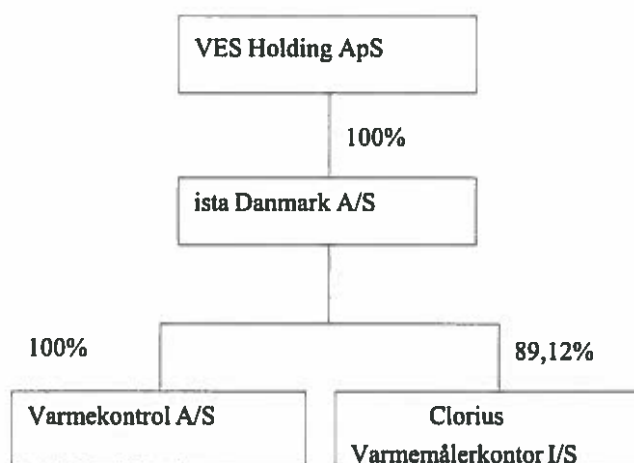 VES Holding ApS
100%
ista Danmark A/S
100%
89,12%
Varmekontrol A/S
Clorius
Varmemålerkontor I/S